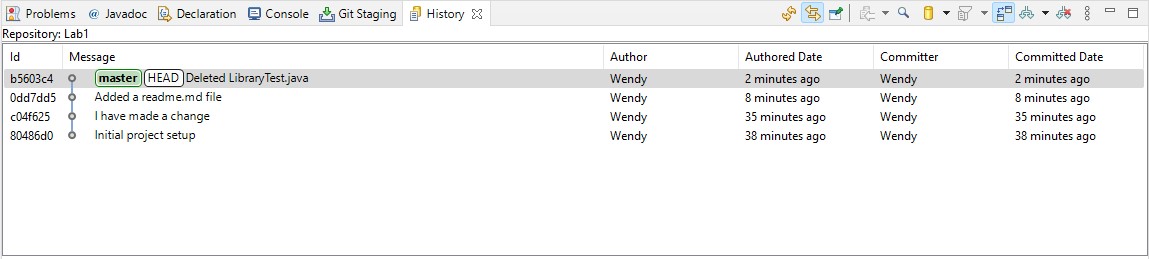 Problems @ Javadoc Declaration Console Git Staging History
Repository: Lab1
Id Message Author Authored Date Committer Committed Date
b5603c4 master HEAD Deleted LibraryTest.java Wendy 2 minutes ago Wendy 2 minutes ago
0dd7dd5 Added a readme.md file Wendy 8 minutes ago Wendy 8 minutes ago
c04f625 I have made a change Wendy 35 minutes ago Wendy 35 minutes ago
80486d0 Initial project setup Wendy 38 minutes ago Wendy 38 minutes ago